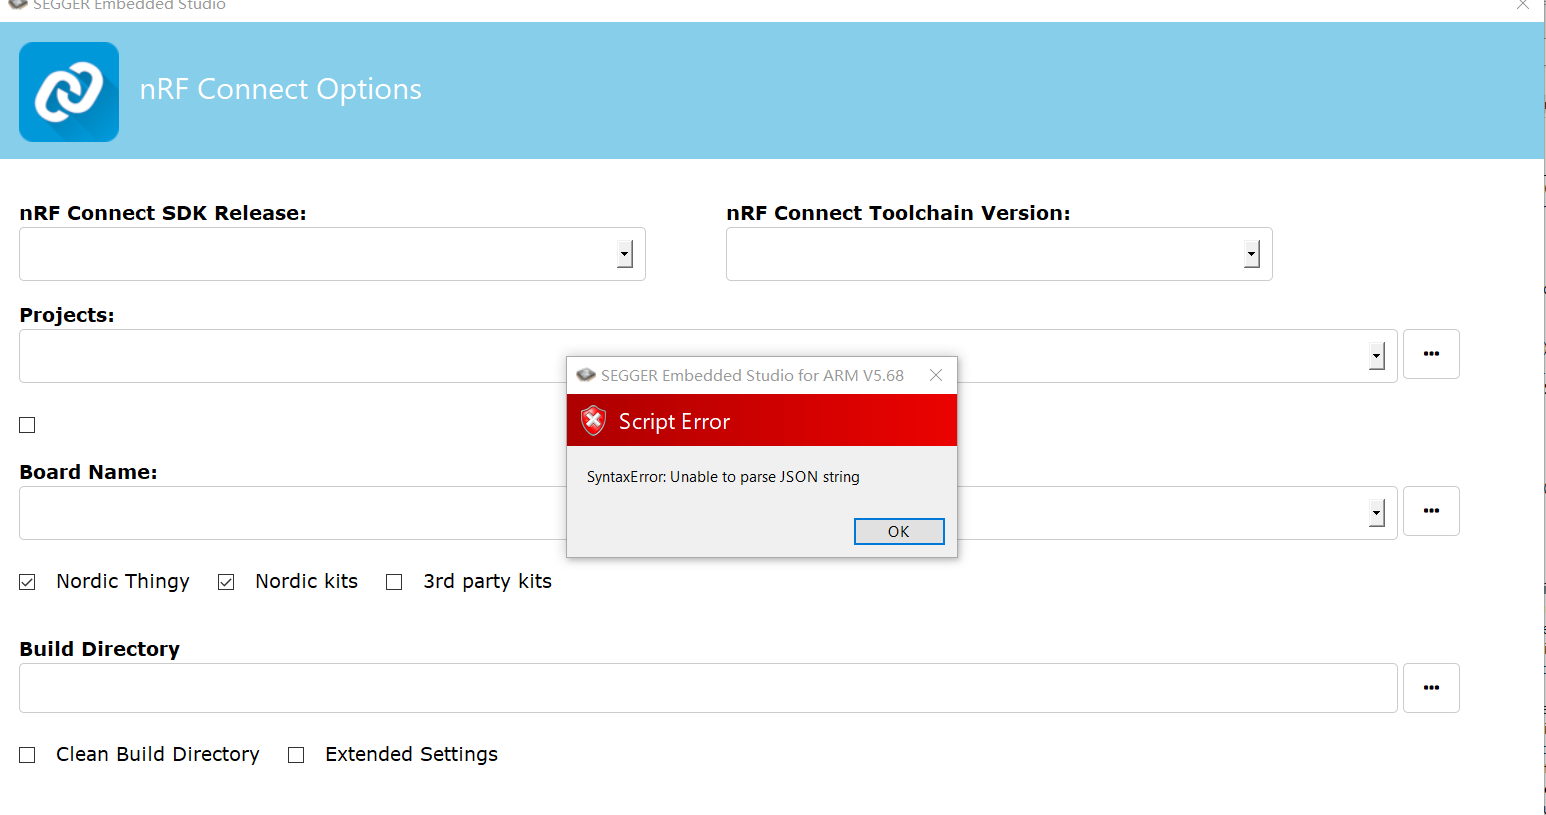 SEGGER Embedded Studio
nRF Connect Options
nRF Connect SDK Release:
nRF Connect Toolchain Version:
Projects:
SEGGER Embedded Studio for ARM V5.68
Script Error
SyntaxError: Unable to parse JSON string
OK
Board Name:
Nordic Thingy
Nordic kits
3rd party kits
Build Directory
Clean Build Directory
Extended Settings